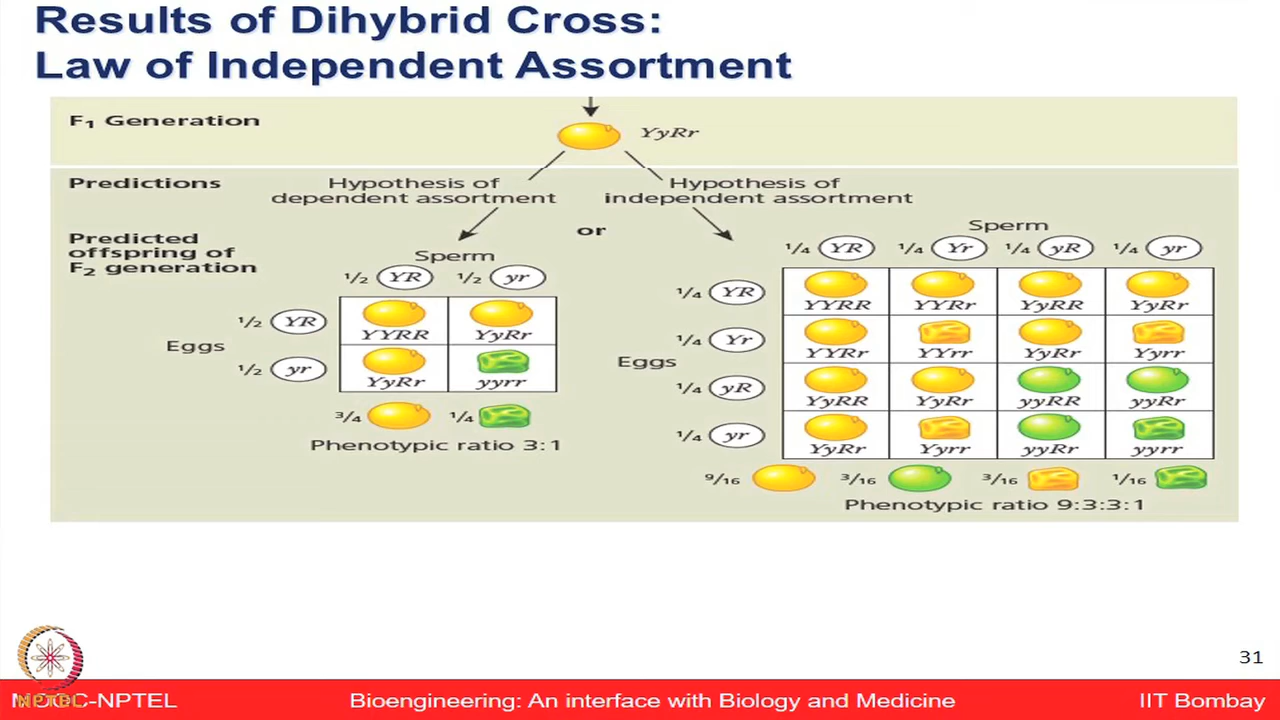 Results of Dihybrid Cross:
Law of Independent Assortment
F₁ Generation
YyRr
Predictions
Hypothesis of
dependent assortment
Hypothesis of
independent assortment
or
Predicted
offspring of
F₂ generation
Sperm
½ YR ½ yr
Eggs
½ YR
½ yr
YYRR YyRr
YyRr yyrr
¾ ¼
Phenotypic ratio 3:1
Sperm
¼ YR ¼ Yr ¼ yR ¼ yr
Eggs
¼ YR
¼ Yr
¼ yR
¼ yr
YYRR YYRr YyRR YyRr
YYRr YYrr YyRr Yyrr
YyRR YyRr yyRR yyRr
YyRr Yyrr yyRr yyrr
9/16 3/16 3/16 1/16
Phenotypic ratio 9:3:3:1
31
NPTEL
-NPTEL
Bioengineering: An interface with Biology and Medicine
IIT Bombay